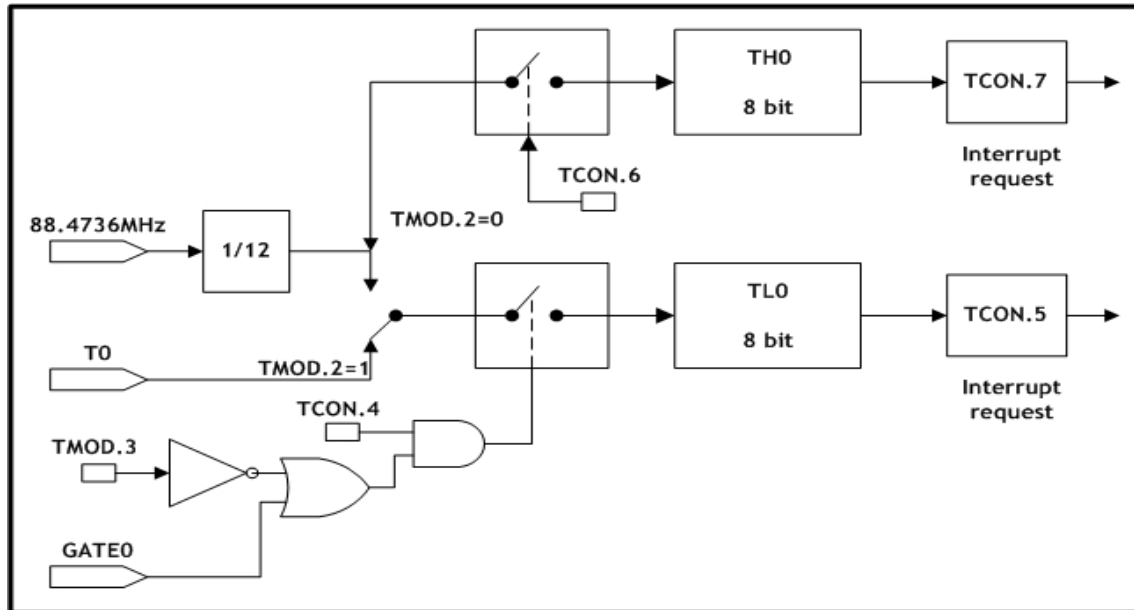 TH0
8 bit
TCON.7
Interrupt
request
TCON.6
88.4736MHz
1/12
TMOD.2=0
TL0
8 bit
TCON.5
Interrupt
request
T0
TMOD.2=1
TCON.4
TMOD.3
GATE0